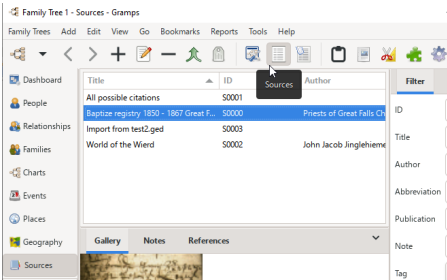 Family Tree 1 - Sources - Gramps
Family Trees Add Edit View Go Bookmarks Reports Tools Help
Dashboard
People
Relationships
Families
Charts
Events
Places
Geography
Sources
Title ID Author
All possible citations S0001
Baptize registry 1850 - 1867 Great F... S0000 Priests of Great Falls Ch
Import from test2.ged S0003
World of the Wierd S0002 John Jacob Jinglehieme
Sources
Gallery Notes References
Filter
ID
Title
Author
Abbreviation
Publication
Note
Tag